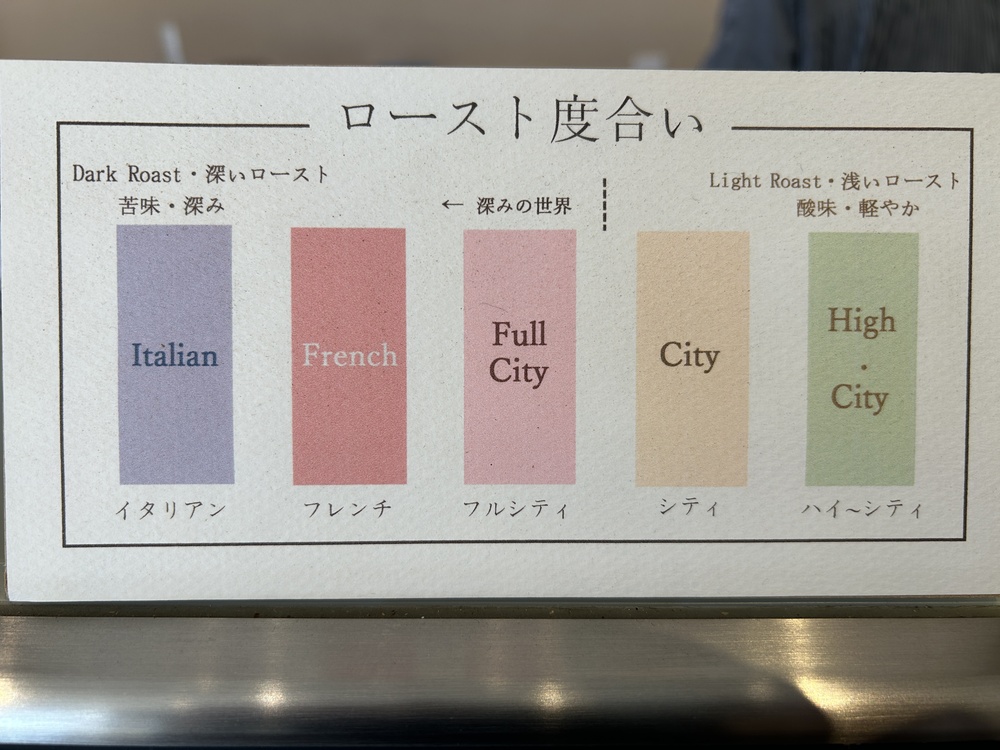 ロースト度合い
Dark Roast・深いロースト
苦味・深み
← 深みの世界
Light Roast・浅いロースト
酸味・軽やか
Italian
French
Full
City
City
High
・
City
イタリアン
フレンチ
フルシティ
シティ
ハイ~シティ